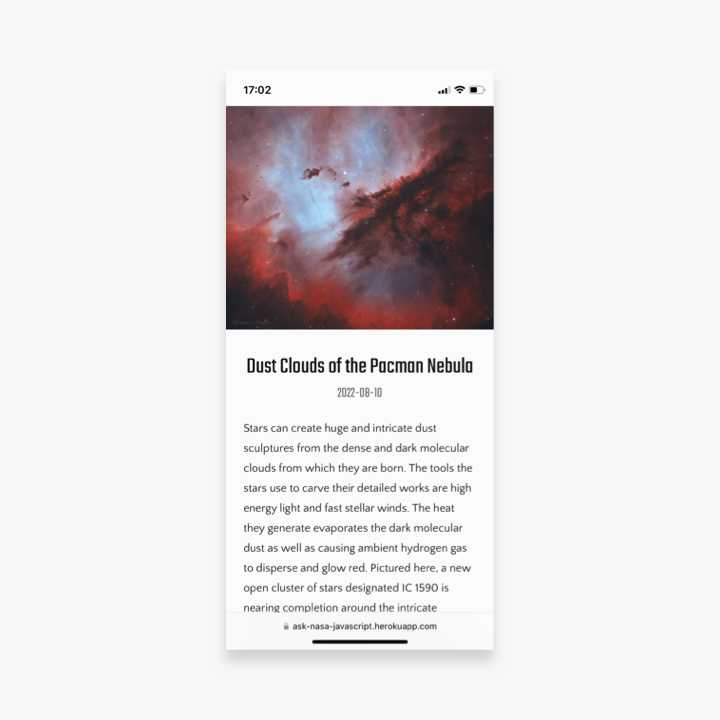 17:02
Dust Clouds of the Pacman Nebula
2022-08-10
Stars can create huge and intricate dust
sculptures from the dense and dark molecular
clouds from which they are born. The tools the
stars use to carve their detailed works are high
energy light and fast stellar winds. The heat
they generate evaporates the dark molecular
dust as well as causing ambient hydrogen gas
to disperse and glow red. Pictured here, a new
open cluster of stars designated IC 1590 is
nearing completion around the intricate
ask-nasa-javascript.herokuapp.com